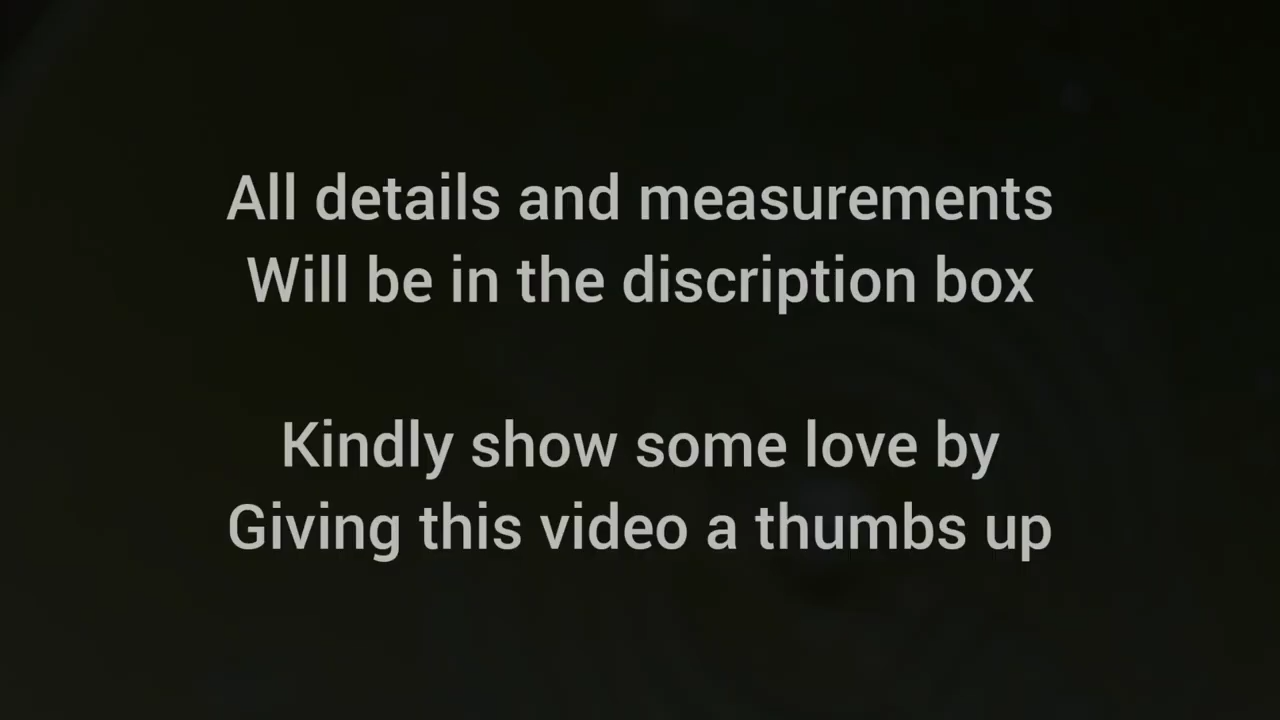 All details and measurements
Will be in the discription box
Kindly show some love by
Giving this video a thumbs up